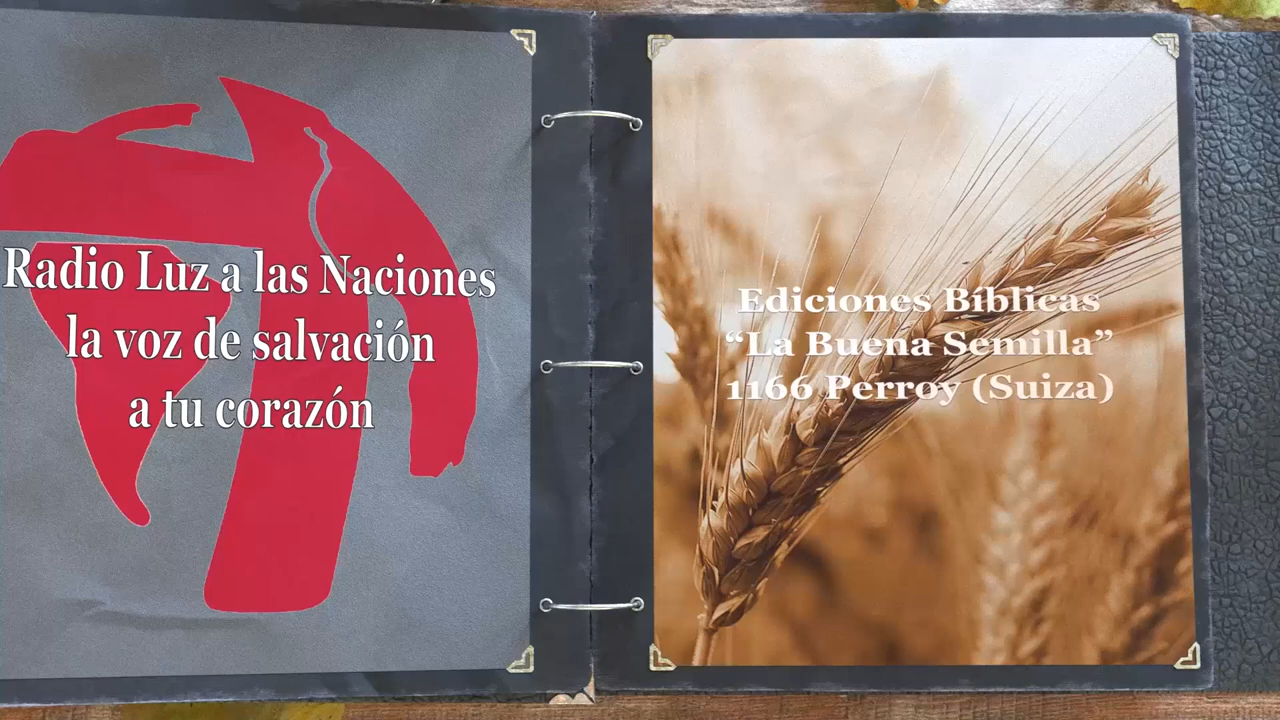 Radio Luz a las Naciones
la voz de salvación
a tu corazón
Ediciones Bíblicas
“La Buena Semilla”
1166 Perroy (Suiza)